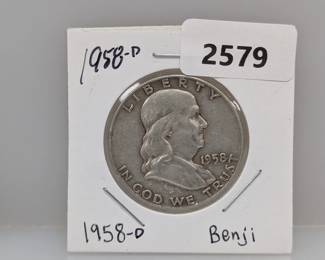 1958-D
2579
LIBERTY
1958
IN GOD WE TRUST
1958-D
Benji